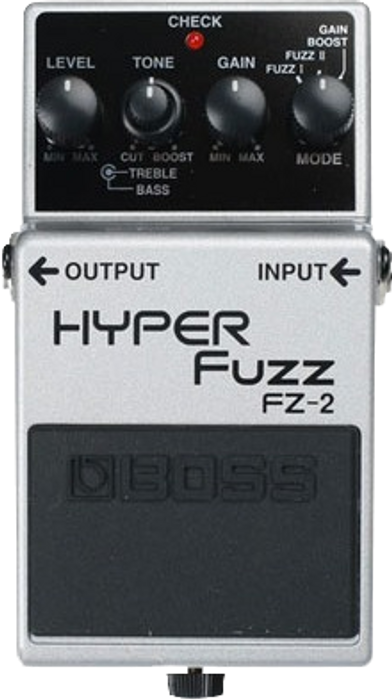 CHECK
LEVEL TONE GAIN
GAIN
BOOST
FUZZ II
FUZZ I
MIN MAX CUT BOOST MIN MAX MODE
TREBLE
BASS
OUTPUT INPUT
HYPER
FUZZ
FZ-2
BOSS